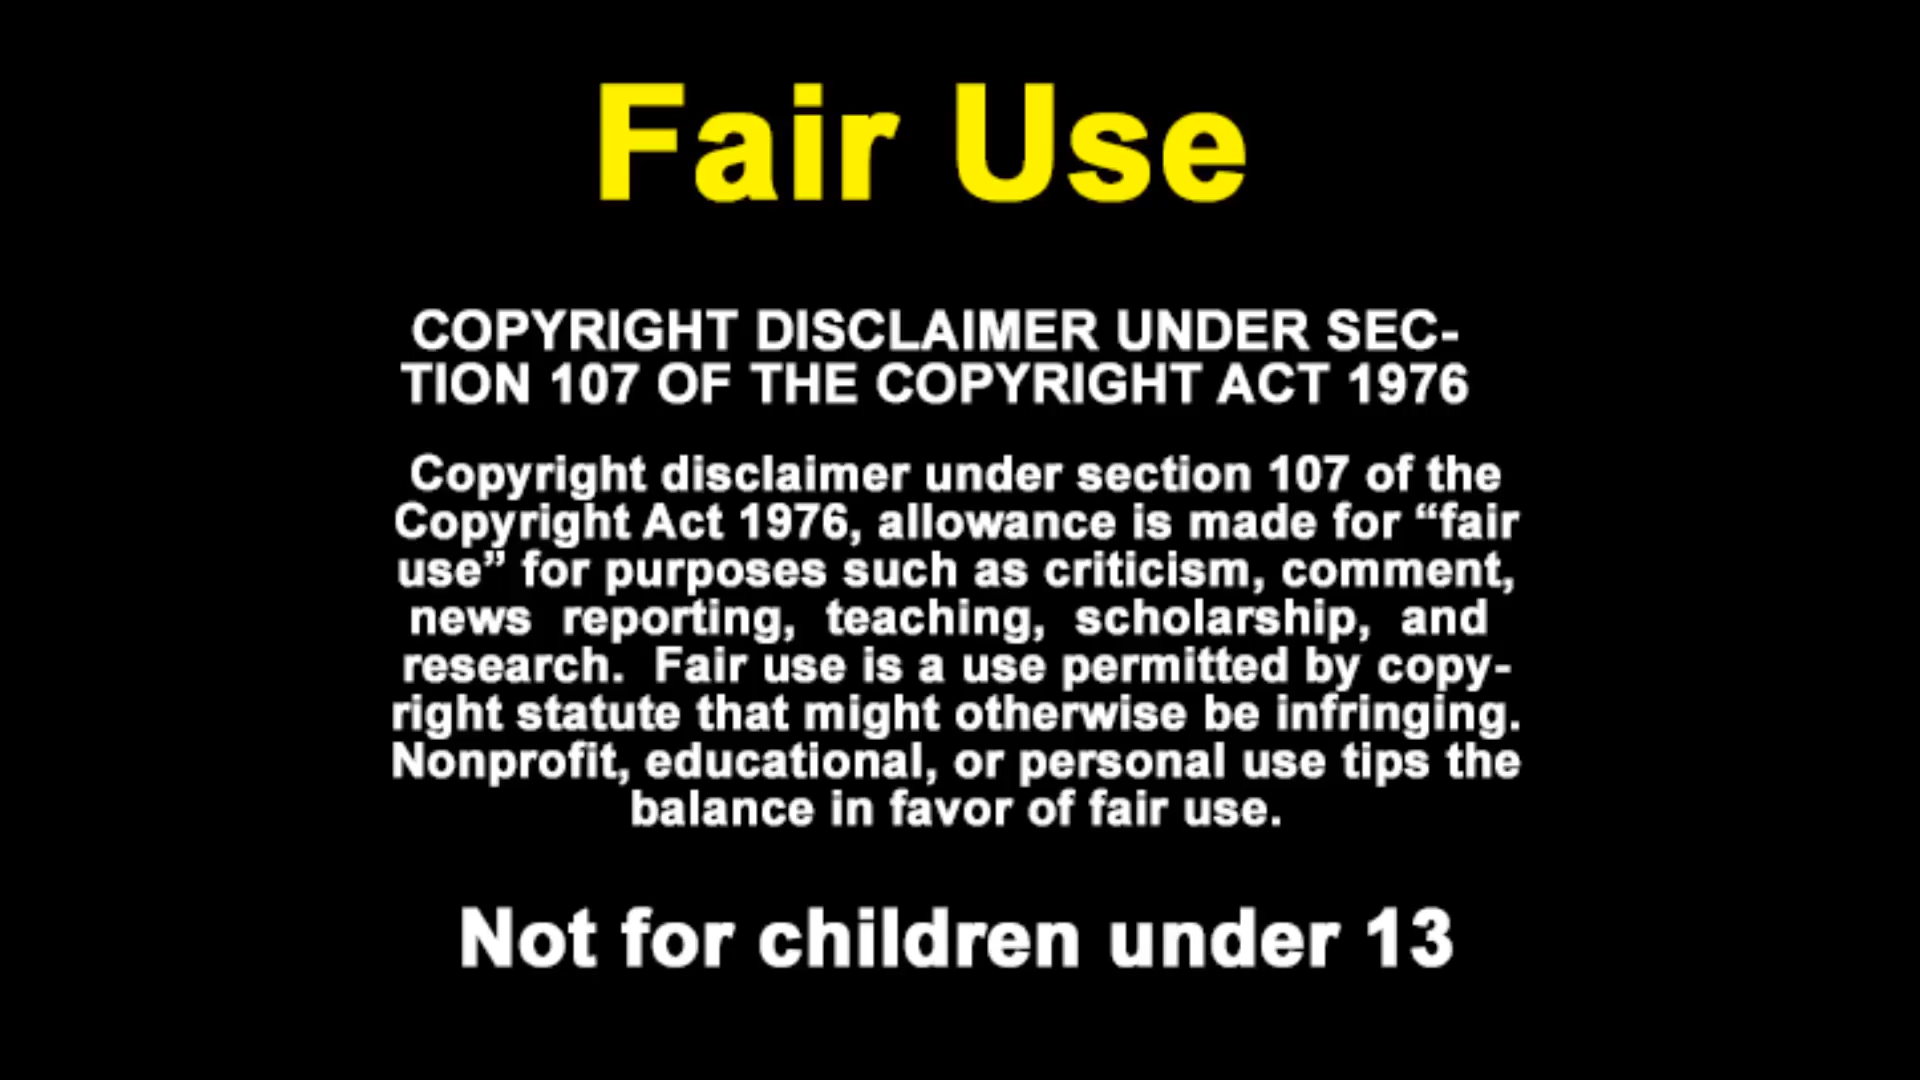 Fair Use
COPYRIGHT DISCLAIMER UNDER SEC-
TION 107 OF THE COPYRIGHT ACT 1976
Copyright disclaimer under section 107 of the
Copyright Act 1976, allowance is made for “fair
use” for purposes such as criticism, comment,
news reporting, teaching, scholarship, and
research. Fair use is a use permitted by copy-
right statute that might otherwise be infringing.
Nonprofit, educational, or personal use tips the
balance in favor of fair use.
Not for children under 13